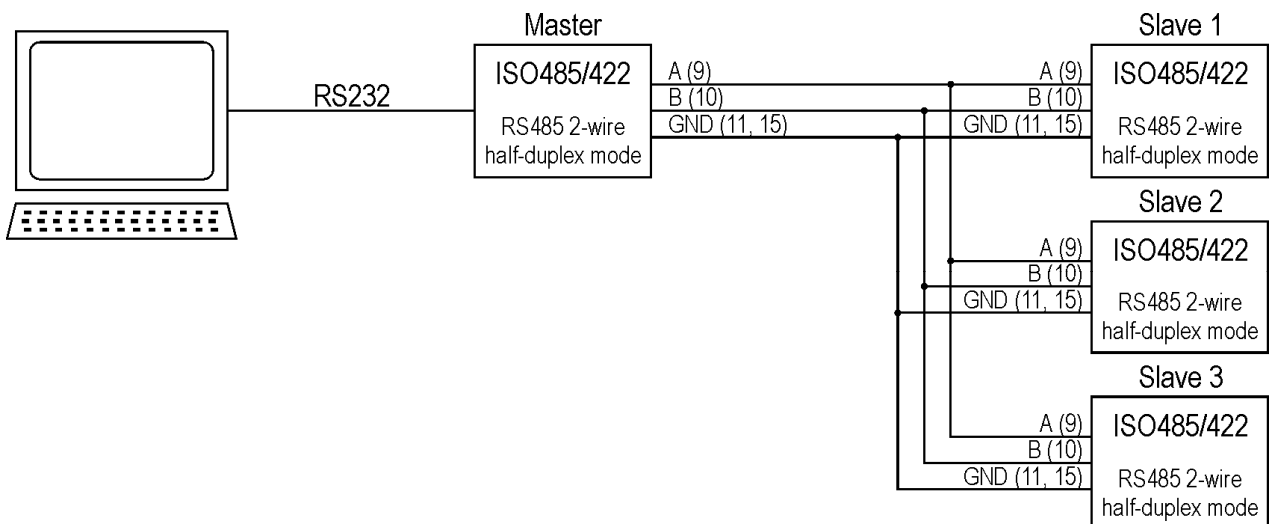 Master
Slave 1
RS232
ISO485/422
RS485 2-wire
half-duplex mode
A (9)
B (10)
GND (11, 15)
A (9)
B (10)
GND (11, 15)
ISO485/422
RS485 2-wire
half-duplex mode
Slave 2
A (9)
B (10)
GND (11, 15)
ISO485/422
RS485 2-wire
half-duplex mode
Slave 3
A (9)
B (10)
GND (11, 15)
ISO485/422
RS485 2-wire
half-duplex mode